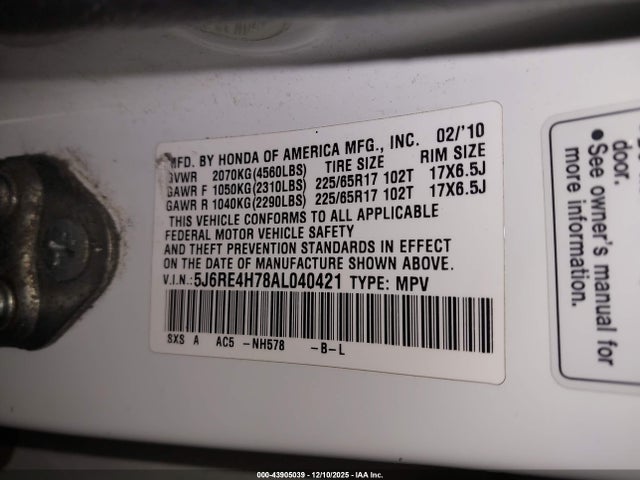 MFD. BY HONDA OF AMERICA MFG., INC. 02/'10
GVWR 2070KG(4560LBS) TIRE SIZE RIM SIZE
GAWR F 1050KG(2310LBS) 225/65R17 102T 17X6.5J
GAWR R 1040KG(2290LBS) 225/65R17 102T 17X6.5J
THIS VEHICLE CONFORMS TO ALL APPLICABLE
FEDERAL MOTOR VEHICLE SAFETY
AND THEFT PREVENTION STANDARDS IN EFFECT
ON THE DATE OF MANUFACTURE SHOWN ABOVE.
V.I.N.: 5J6RE4H78AL040421 TYPE: MPV
SXS A AC5 -NH578 -B-L
door.
• See owner's manual for
more information.
000-43905039 - 12/10/2025 - IAA Inc.